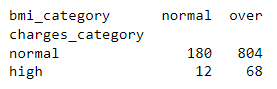 bmi_category normal over
charges_category
normal 180 804
high 12 68